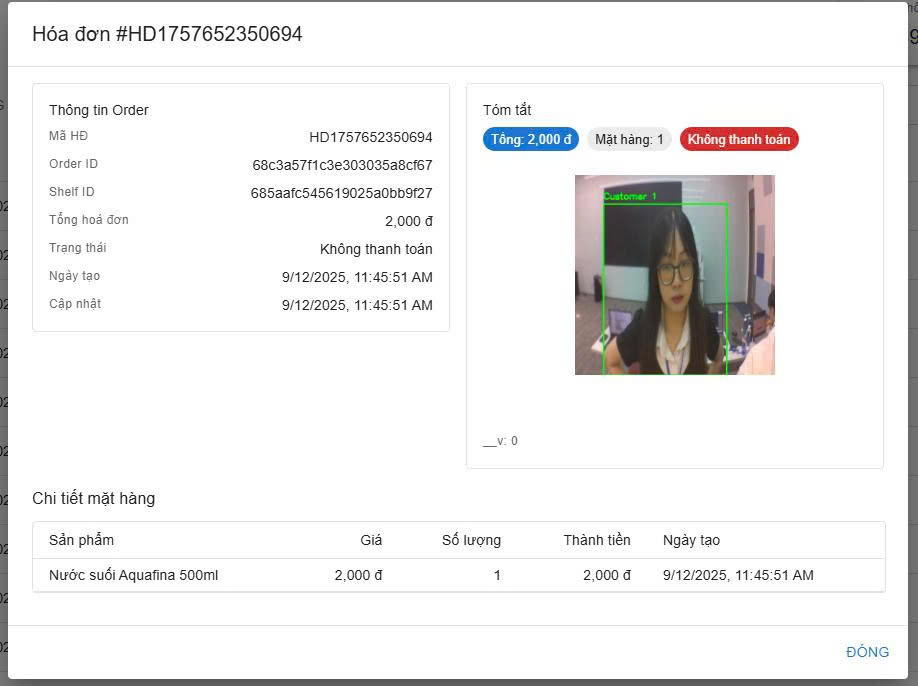 Hóa đơn #HD1757652350694
Thông tin Order
Mã HĐ HD1757652350694
Order ID 68c3a57f1c3e303035a8cf67
Shelf ID 685aafc545619025a0bb9f27
Tổng hoá đơn 2,000 đ
Trạng thái Không thanh toán
Ngày tạo 9/12/2025, 11:45:51 AM
Cập nhật 9/12/2025, 11:45:51 AM
Tóm tắt
Tổng: 2,000 đ Mặt hàng: 1 Không thanh toán
Customer 1
__v: 0
Chi tiết mặt hàng
Sản phẩm Giá Số lượng Thành tiền Ngày tạo
Nước suối Aquafina 500ml 2,000 đ 1 2,000 đ 9/12/2025, 11:45:51 AM
ĐÓNG